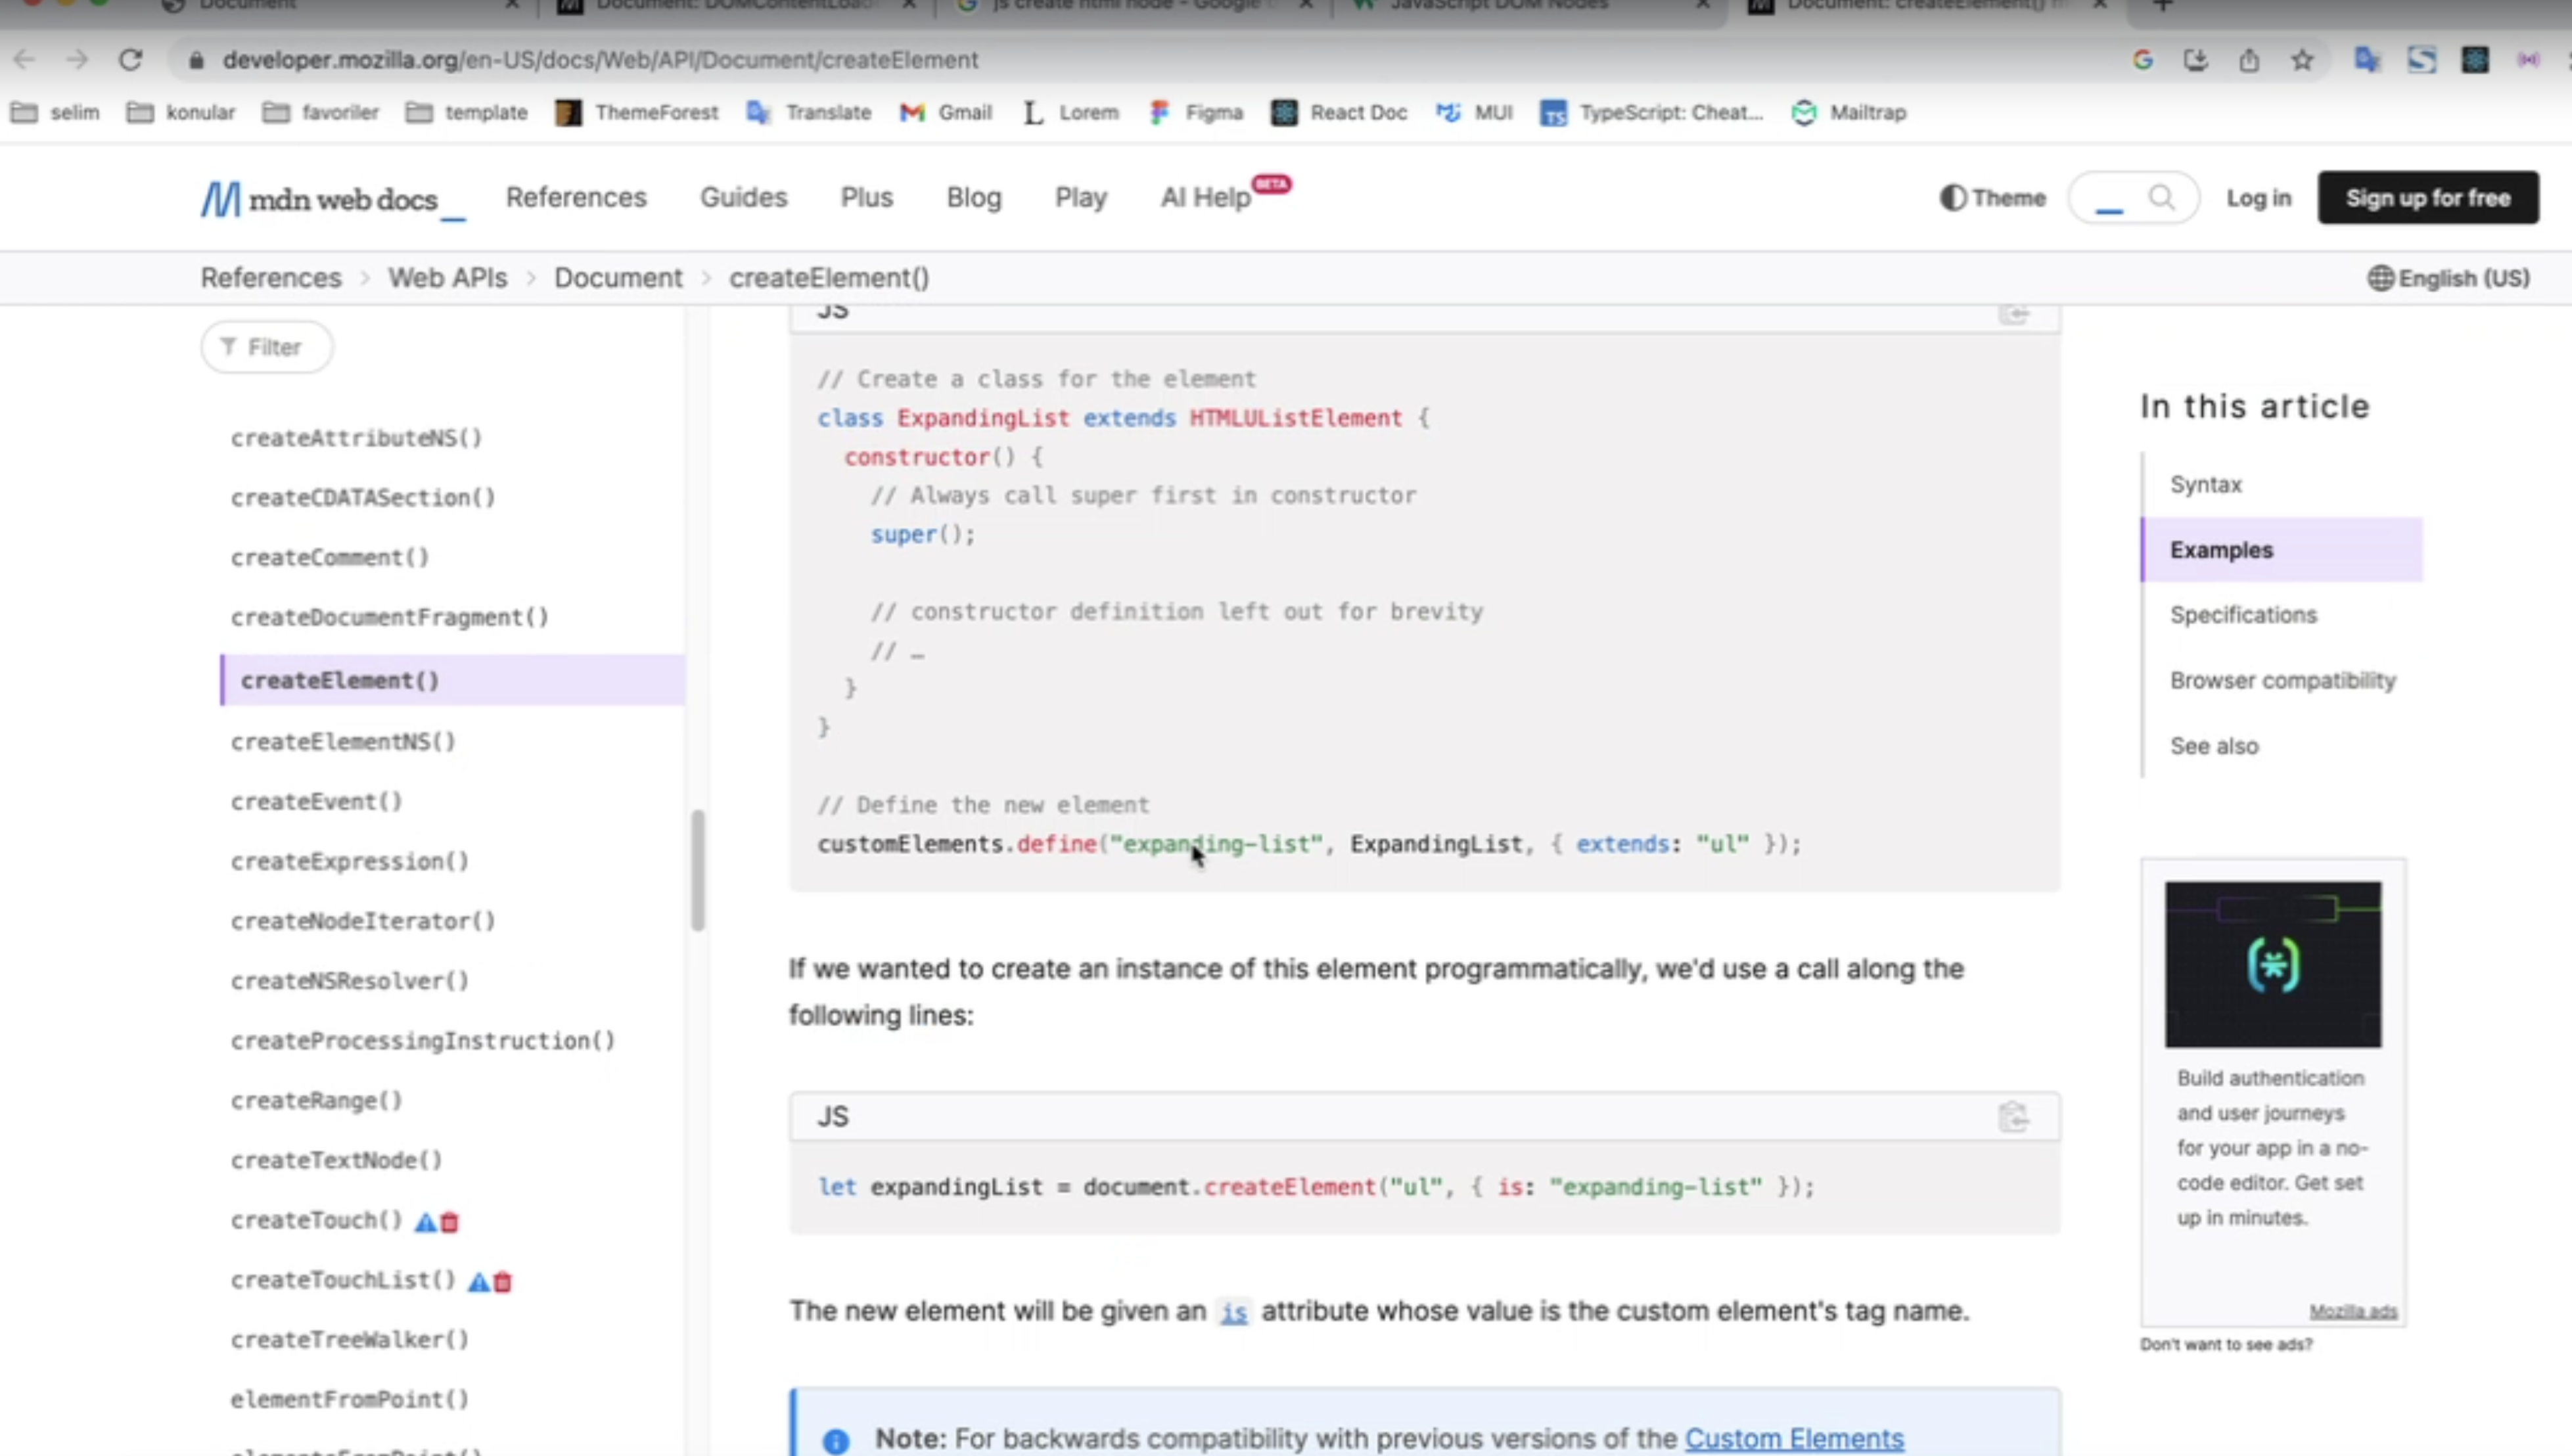 Document
Document: DOMContentLoad
js create html node - Google
JavaScript DOM Nodes
Document: createElement() m
developer.mozilla.org/en-US/docs/Web/API/Document/createElement
selim konular favoriler template ThemeForest Translate Gmail Lorem Figma React Doc MUI TypeScript: Cheat... Mailtrap
mdn web docs_ References Guides Plus Blog Play AI Help BETA Theme Log in Sign up for free
References > Web APIs > Document > createElement() English (US)
Filter
createAttributeNS()
createCDATASection()
createComment()
createDocumentFragment()
createElement()
createElementNS()
createEvent()
createExpression()
createNodeIterator()
createNSResolver()
createProcessingInstruction()
createRange()
createTextNode()
createTouch()
createTouchList()
createTreeWalker()
elementFromPoint()
JS
// Create a class for the element
class ExpandingList extends HTMLUListElement {
constructor() {
// Always call super first in constructor
super();
// constructor definition left out for brevity
// …
}
}
// Define the new element
customElements.define("expanding-list", ExpandingList, { extends: "ul" });
If we wanted to create an instance of this element programmatically, we'd use a call along the
following lines:
JS
let expandingList = document.createElement("ul", { is: "expanding-list" });
The new element will be given an is attribute whose value is the custom element's tag name.
Note: For backwards compatibility with previous versions of the Custom Elements
In this article
Syntax
Examples
Specifications
Browser compatibility
See also
Build authentication
and user journeys
for your app in a no-
code editor. Get set
up in minutes.
Mozilla ads
Don't want to see ads?